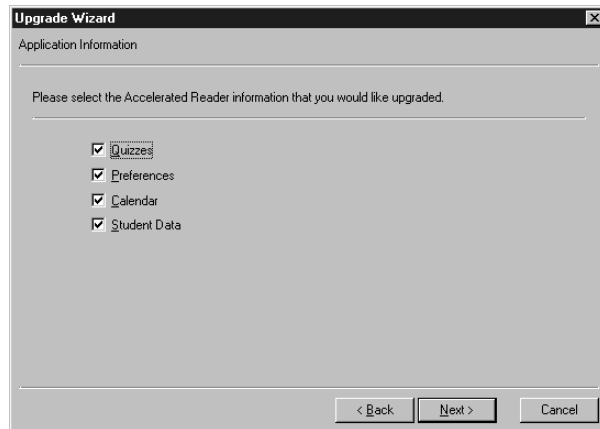 Upgrade Wizard
Application Information
Please select the Accelerated Reader information that you would like upgraded.
Quizzes
Preferences
Calendar
Student Data
< Back Next > Cancel